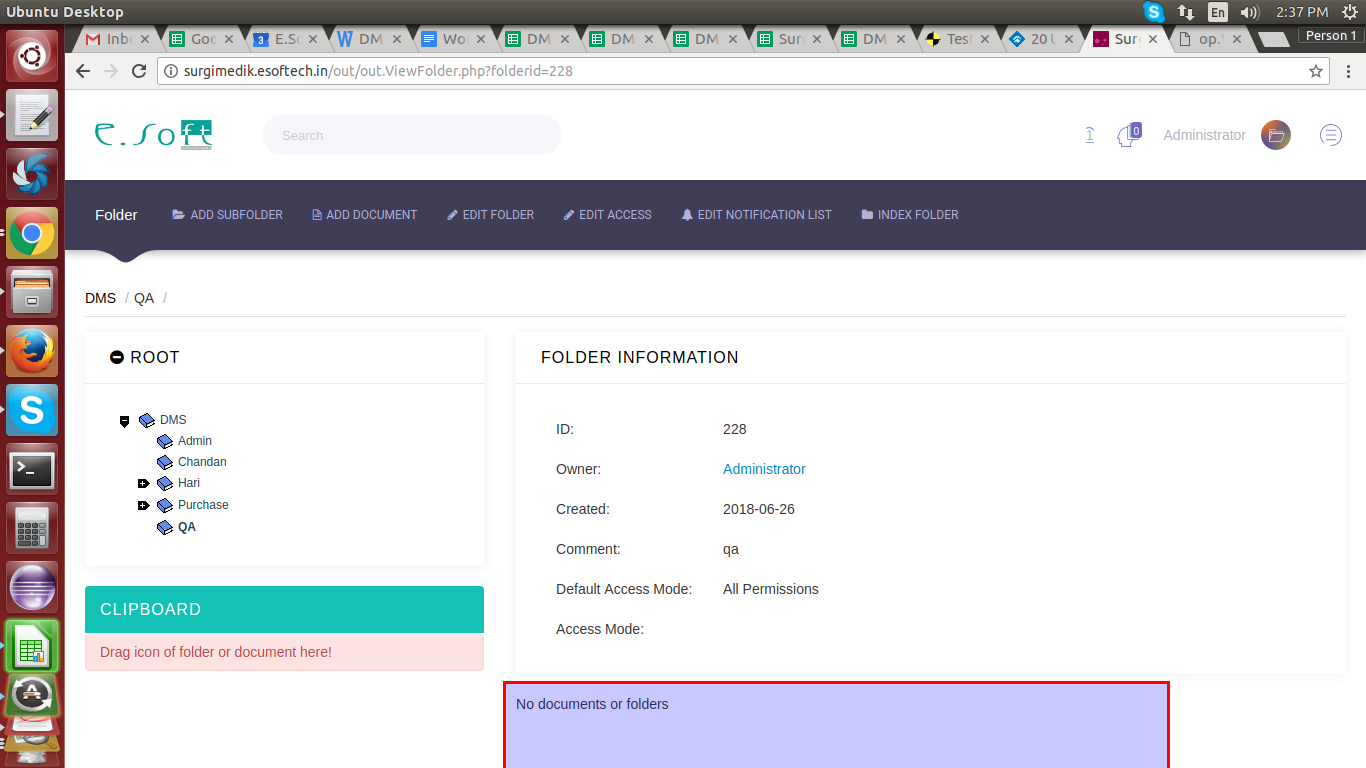 Ubuntu Desktop
En
2:37 PM
Inb
Goo
E.So
DM
Wo
DM
DM
DM
Sur
DM
Tes
20 U
Sur
op.V
Person 1
surgimedik.esoftech.in/out/out.ViewFolder.php?folderid=228
e.soft
Search
0
Administrator
Folder
ADD SUBFOLDER
ADD DOCUMENT
EDIT FOLDER
EDIT ACCESS
EDIT NOTIFICATION LIST
INDEX FOLDER
DMS / QA /
ROOT
DMS
Admin
Chandan
Hari
Purchase
QA
CLIPBOARD
Drag icon of folder or document here!
FOLDER INFORMATION
ID: 228
Owner: Administrator
Created: 2018-06-26
Comment: qa
Default Access Mode: All Permissions
Access Mode:
No documents or folders